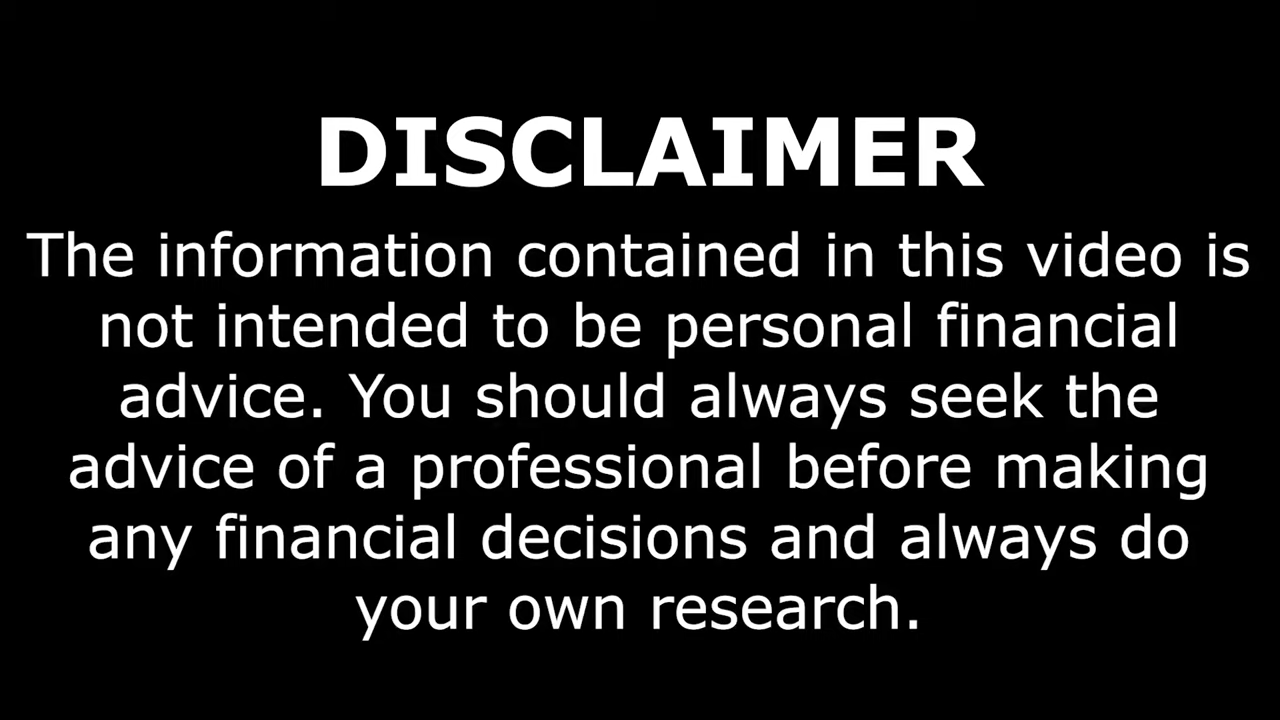 DISCLAIMER
The information contained in this video is
not intended to be personal financial
advice. You should always seek the
advice of a professional before making
any financial decisions and always do
your own research.